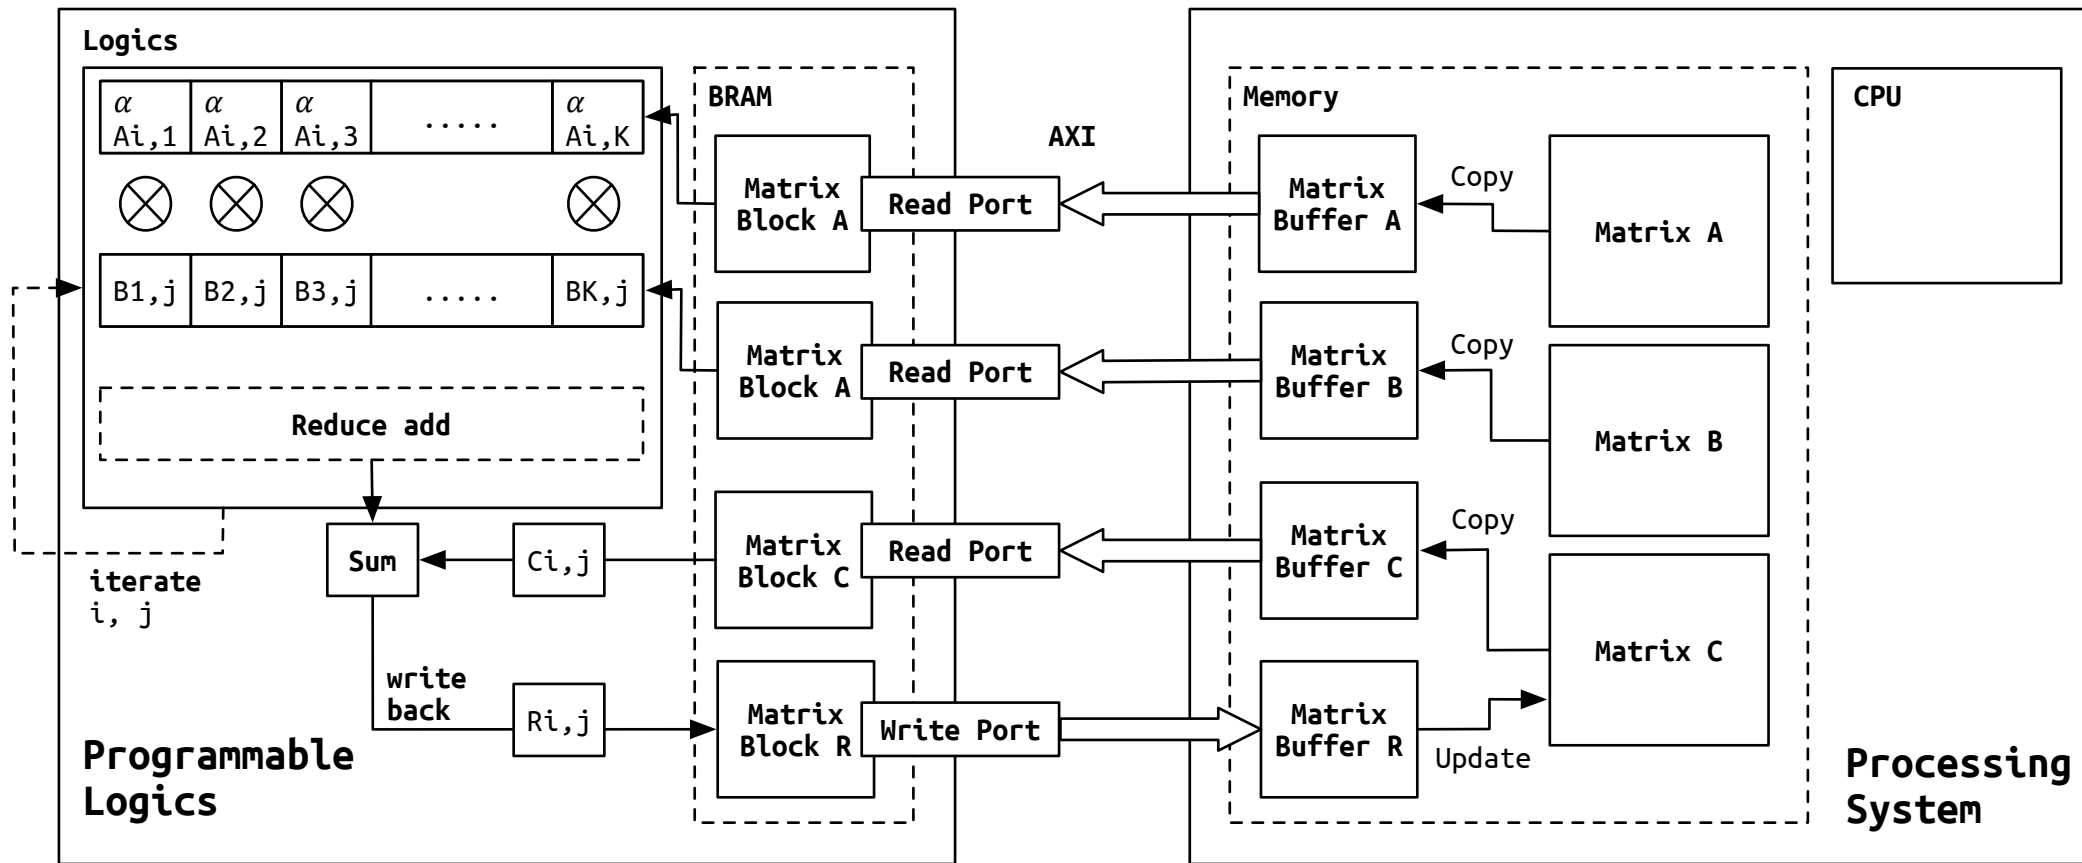 Logics
α
Ai,1
α
Ai,2
α
Ai,3
.....
α
Ai,K
B1,j
B2,j
B3,j
.....
BK,j
Reduce add
Sum
Ci,j
iterate
i, j
write
back
Ri,j
Programmable
Logics
BRAM
Matrix
Block A
Matrix
Block A
Matrix
Block C
Matrix
Block R
Read Port
Read Port
Read Port
Write Port
AXI
Memory
Matrix
Buffer A
Matrix
Buffer B
Matrix
Buffer C
Matrix
Buffer R
Copy
Copy
Copy
Update
Matrix A
Matrix B
Matrix C
CPU
Processing
System